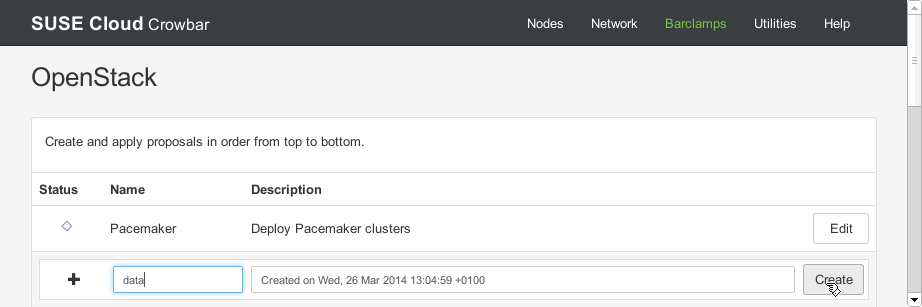 SUSE Cloud Crowbar
Nodes Network Barclamps Utilities Help
OpenStack
Create and apply proposals in order from top to bottom.
Status Name Description
Pacemaker Deploy Pacemaker clusters Edit
data Created on Wed, 26 Mar 2014 13:04:59 +0100 Create